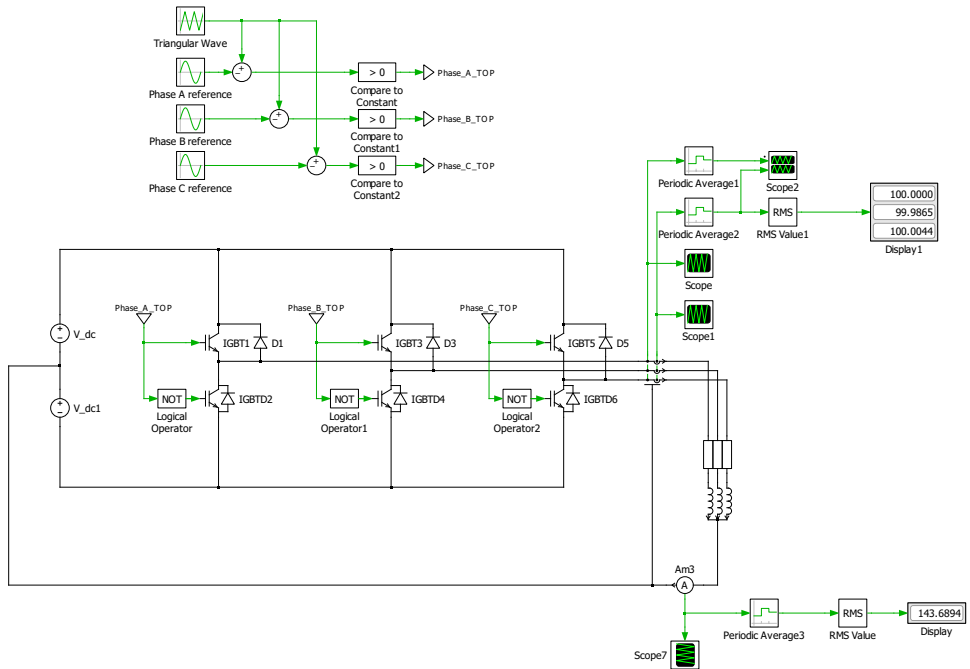 Triangular Wave
Phase A reference
> 0
Compare to
Constant
Phase_A_TOP
Phase B reference
> 0
Compare to
Constant1
Phase_B_TOP
Phase C reference
> 0
Compare to
Constant2
Phase_C_TOP
Periodic Average1
Scope2
Periodic Average2
RMS
RMS Value1
100.0000
99.9865
100.0044
Display1
Scope
Scope1
Phase_A_TOP
Phase_B_TOP
Phase_C_TOP
V_dc
IGBT1
D1
IGBT3
D3
IGBT5
D5
V_dc1
NOT
Logical
Operator
IGBTD2
NOT
Logical
Operator1
IGBTD4
NOT
Logical
Operator2
IGBTD6
Am3
A
Periodic Average3
RMS
RMS Value
143.6894
Display
Scope7